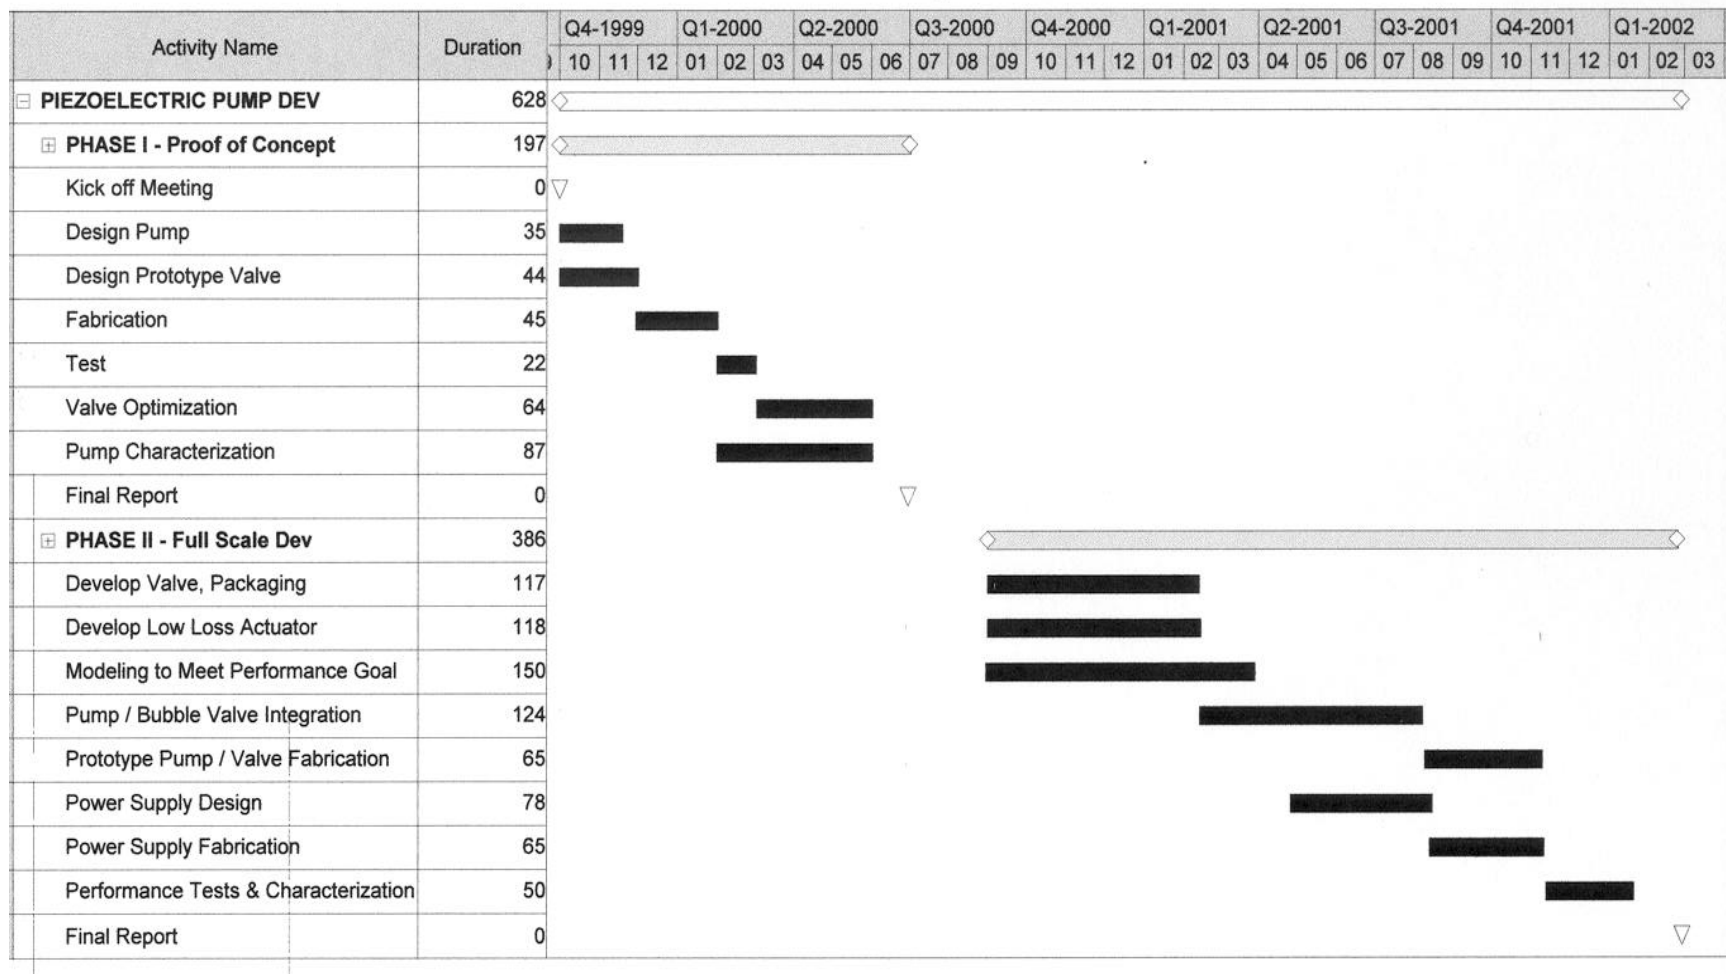 Activity Name Duration Q4-1999 Q1-2000 Q2-2000 Q3-2000 Q4-2000 Q1-2001 Q2-2001 Q3-2001 Q4-2001 Q1-2002
10 11 12 01 02 03 04 05 06 07 08 09 10 11 12 01 02 03 04 05 06 07 08 09 10 11 12 01 02 03
PIEZOELECTRIC PUMP DEV 628
PHASE I - Proof of Concept 197
Kick off Meeting 0
Design Pump 35
Design Prototype Valve 44
Fabrication 45
Test 22
Valve Optimization 64
Pump Characterization 87
Final Report 0
PHASE II - Full Scale Dev 386
Develop Valve, Packaging 117
Develop Low Loss Actuator 118
Modeling to Meet Performance Goal 150
Pump / Bubble Valve Integration 124
Prototype Pump / Valve Fabrication 65
Power Supply Design 78
Power Supply Fabrication 65
Performance Tests & Characterization 50
Final Report 0